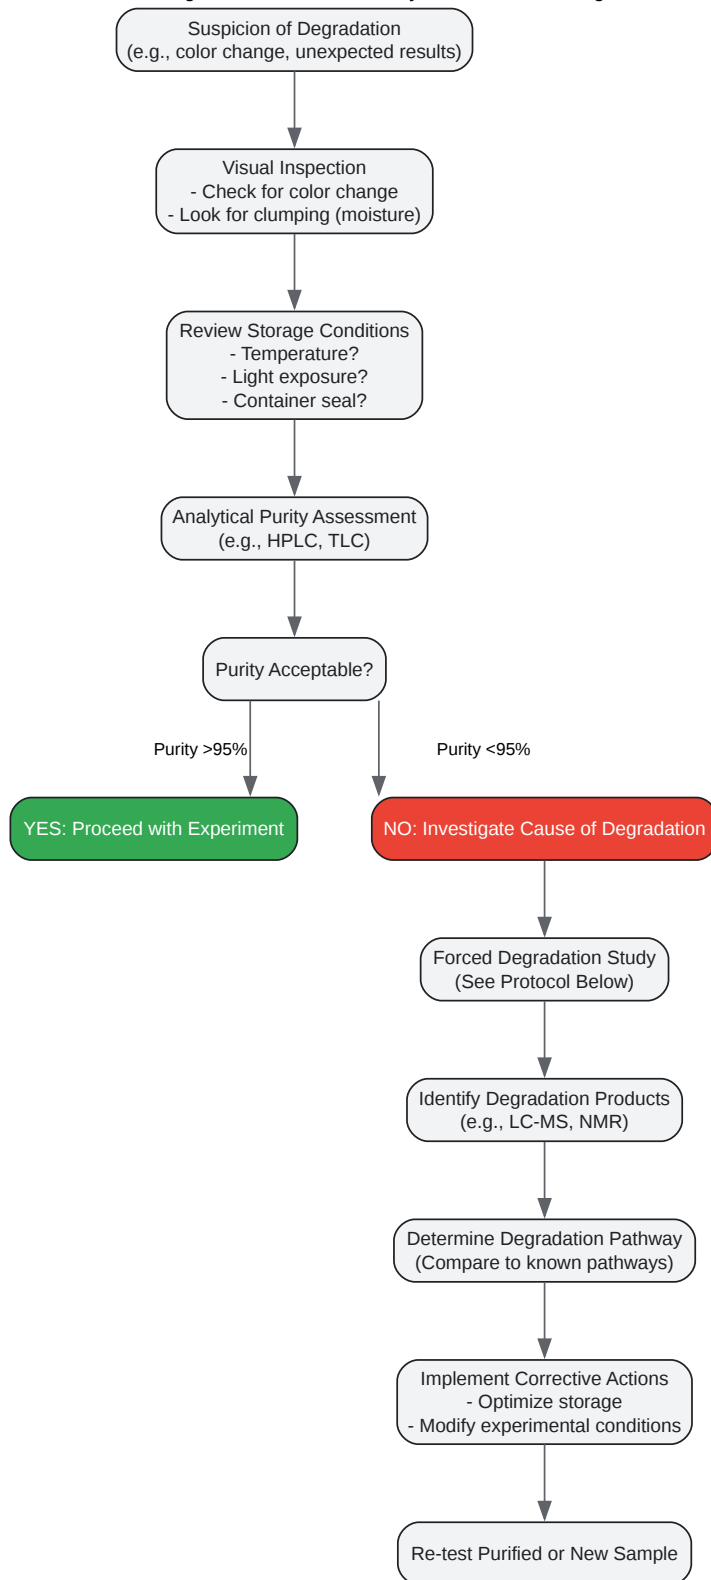 Suspicion of Degradation
(e.g., color change, unexpected results)
Visual Inspection
- Check for color change
- Look for clumping (moisture)
Review Storage Conditions
- Temperature?
- Light exposure?
- Container seal?
Analytical Purity Assessment
(e.g., HPLC, TLC)
Purity Acceptable?
Purity >95%
Purity <95%
YES: Proceed with Experiment
NO: Investigate Cause of Degradation
Forced Degradation Study
(See Protocol Below)
Identify Degradation Products
(e.g., LC-MS, NMR)
Determine Degradation Pathway
(Compare to known pathways)
Implement Corrective Actions
- Optimize storage
- Modify experimental conditions
Re-test Purified or New Sample